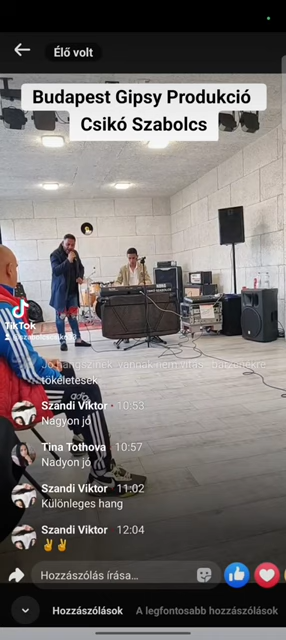 Élő volt
Budapest Gipsy Produkció
Csikó Szabolcs
TikTok
tökéletesek
Szandi Viktor · 10:53
Nagyon jó
Tina Tothova · 10:57
Nadyon jó
Szandi Viktor · 11:02
Különleges hang
Szandi Viktor · 12:04
✌✌
Hozzászólás írása...
Hozzászólások
A legfontosabb hozzászólások